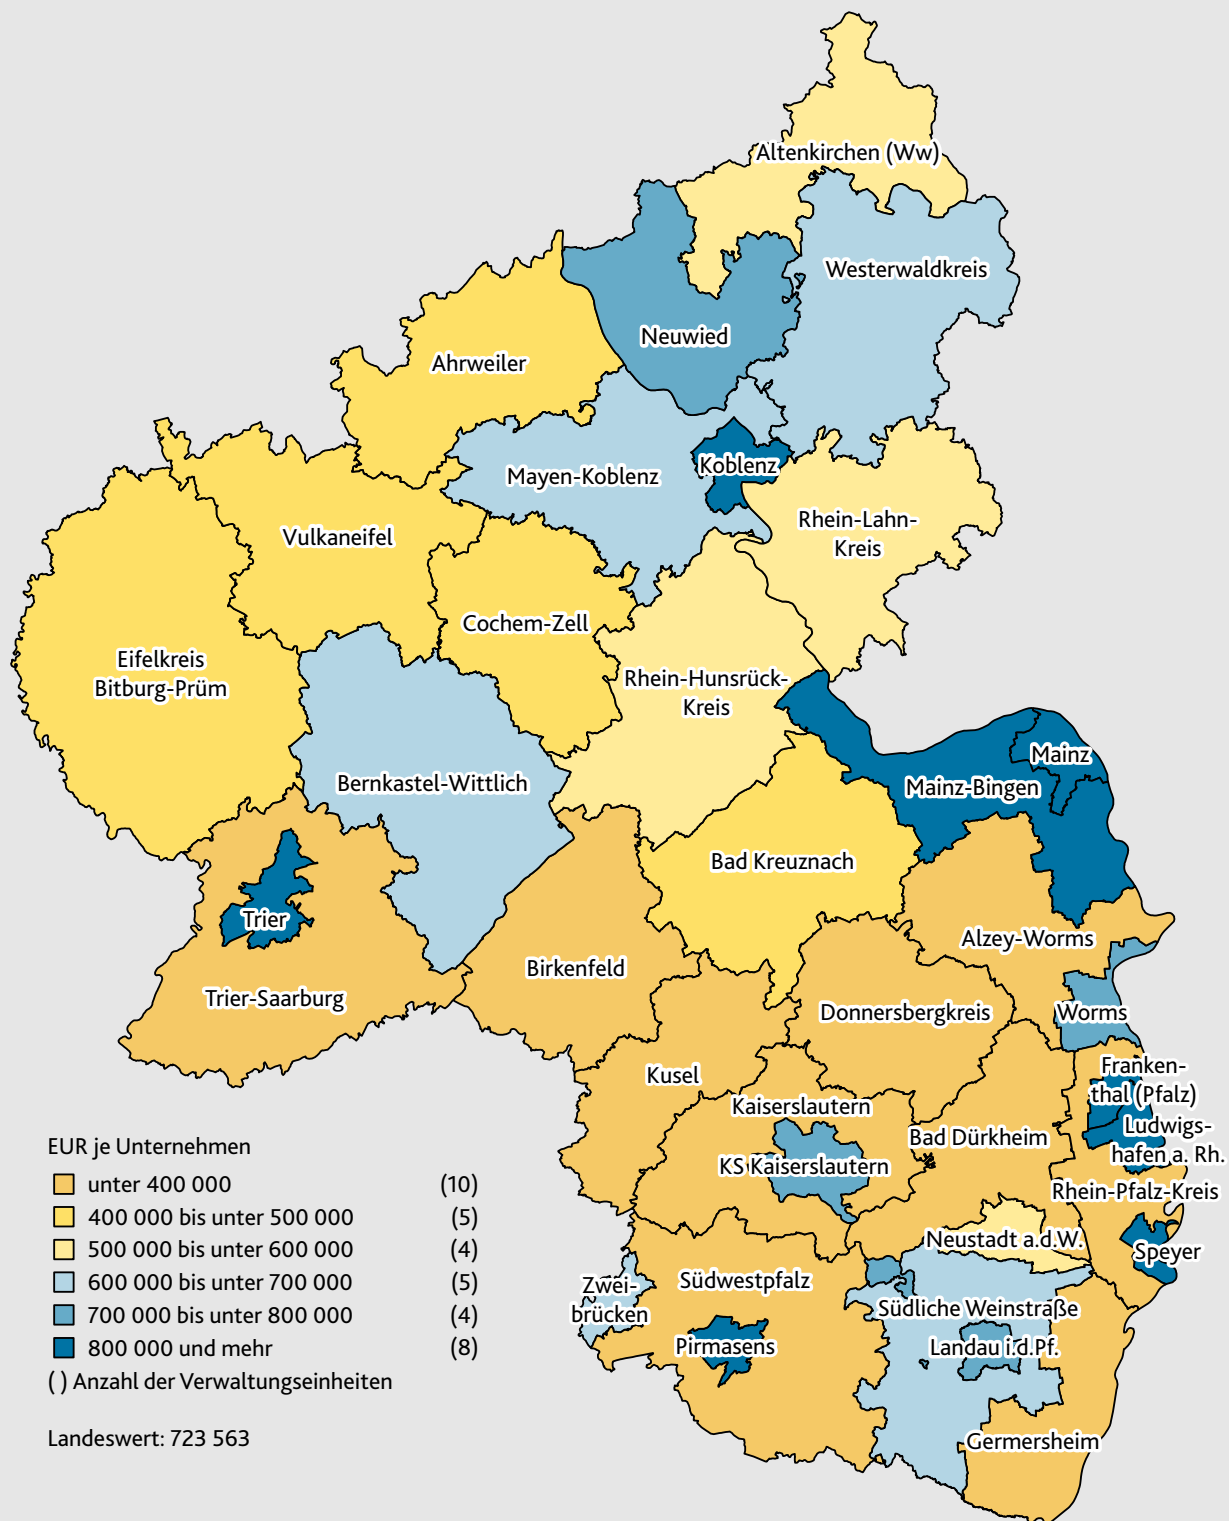 Altenkirchen (Ww)
Westerwaldkreis
Neuwied
Ahrweiler
Koblenz
Mayen-Koblenz
Rhein-Lahn-
Kreis
Vulkaneifel
Cochem-Zell
Eifelkreis
Bitburg-Prüm
Rhein-Hunsrück-
Kreis
Mainz
Bernkastel-Wittlich
Mainz-Bingen
Bad Kreuznach
Trier
Alzey-Worms
Birkenfeld
Trier-Saarburg
Donnersbergkreis
Worms
Kusel
Franken-
thal (Pfalz)
Kaiserslautern
Ludwigs-
hafen a. Rh.
Bad Dürkheim
KS Kaiserslautern
Rhein-Pfalz-Kreis
Neustadt a.d.W.
Speyer
Zwei-
brücken
Südwestpfalz
Südliche Weinstraße
Pirmasens
Landau i.d.Pf.
Germersheim
EUR je Unternehmen
unter 400 000 (10)
400 000 bis unter 500 000 (5)
500 000 bis unter 600 000 (4)
600 000 bis unter 700 000 (5)
700 000 bis unter 800 000 (4)
800 000 und mehr (8)
( ) Anzahl der Verwaltungseinheiten
Landeswert: 723 563